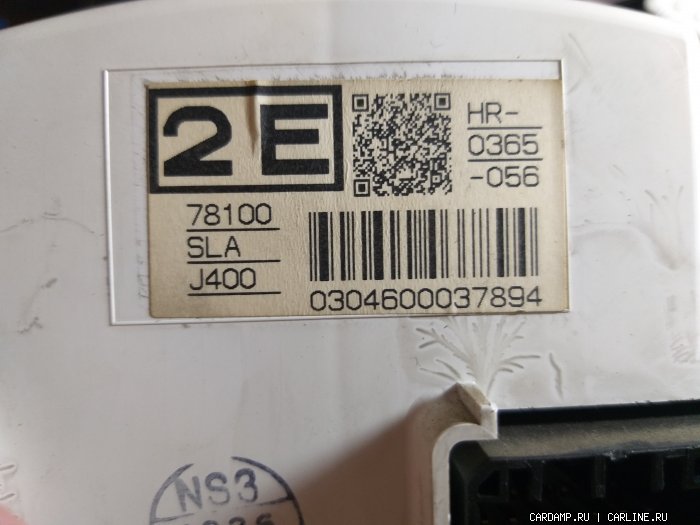 2E
HR-
0365
-056
78100
SLA
J400
0304600037894
NS3
CARDAMP.RU | CARLINE.RU